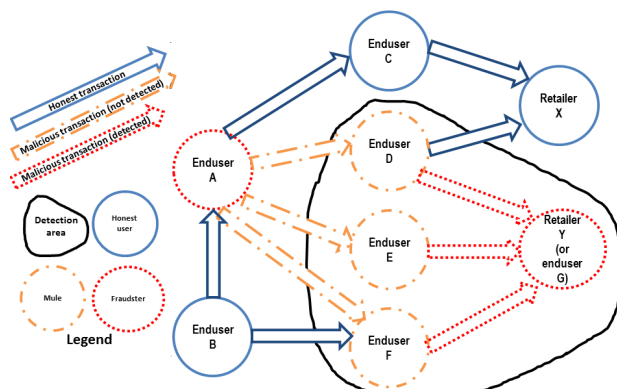 Honest transaction
Malicious transaction (not detected)
Malicious transaction (detected)
Detection
area
Honest
user
Mule
Fraudster
Legend
Enduser
A
Enduser
B
Enduser
C
Enduser
D
Enduser
E
Enduser
F
Retailer
X
Retailer
Y
(or
enduser
G)